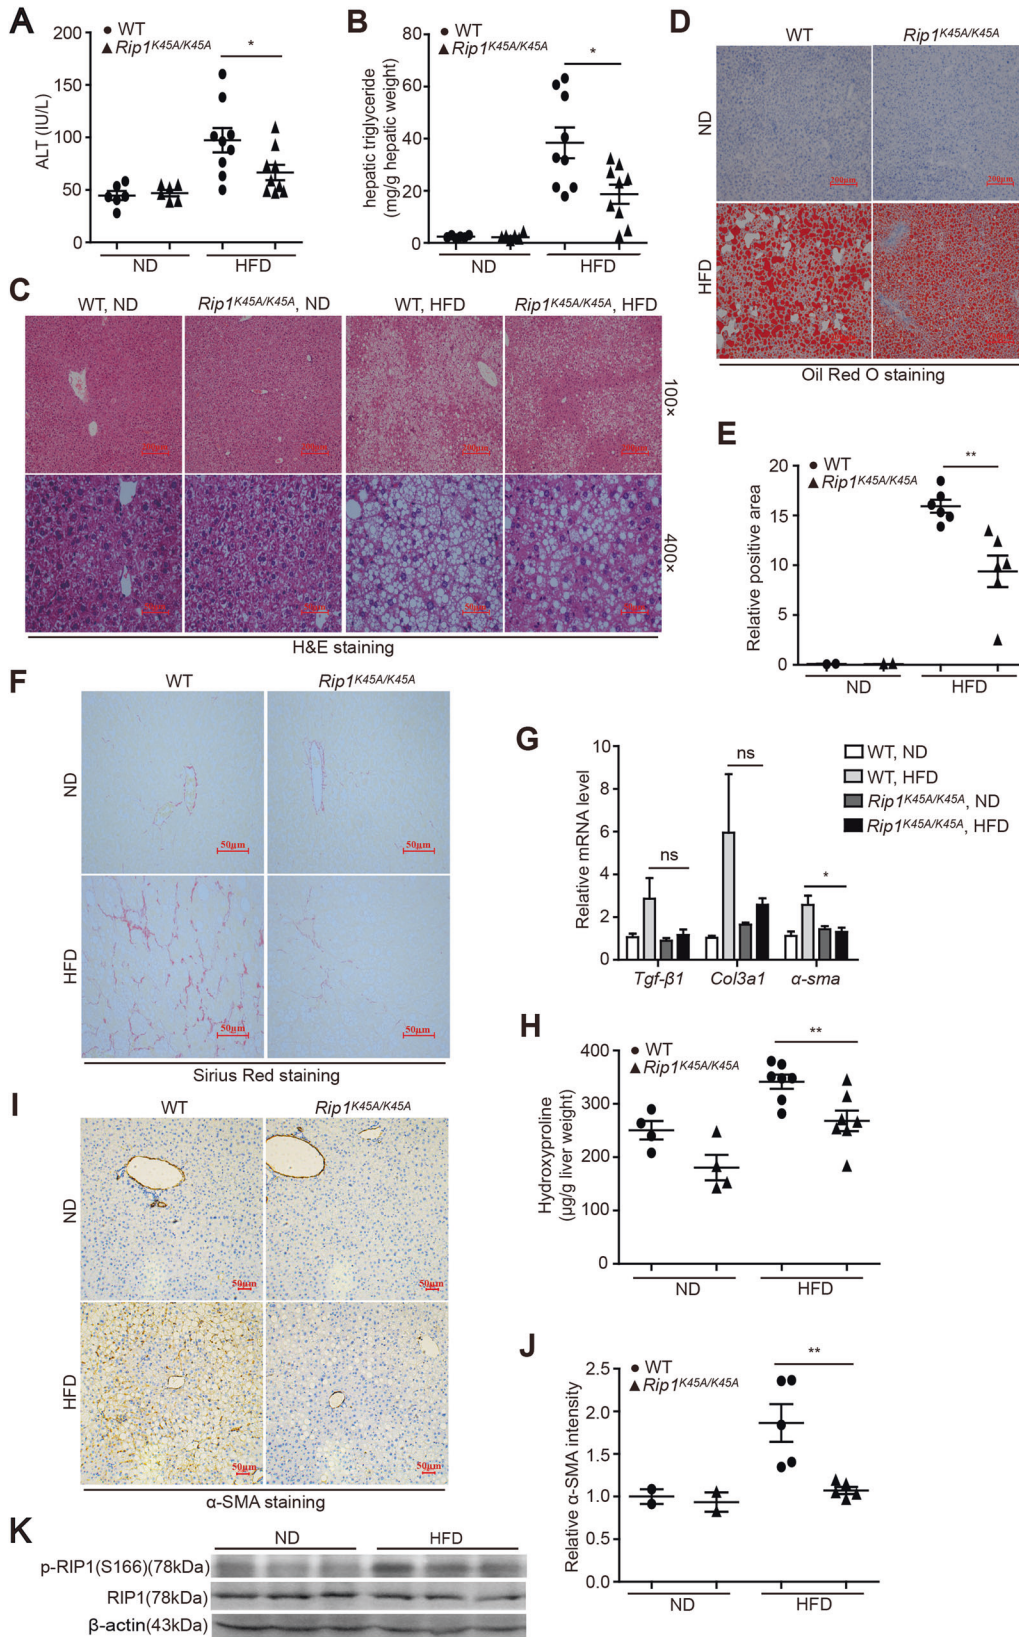 A
WT
Rip1K45A/K45A
*
ALT (IU/L)
200
150
100
50
0
ND
HFD
B
WT
Rip1K45A/K45A
*
hepatic triglyceride
(mg/g hepatic weight)
80
60
40
20
0
ND
HFD
C
WT, ND
Rip1K45A/K45A, ND
WT, HFD
Rip1K45A/K45A, HFD
200μm
100×
400×
H&E staining
D
WT
Rip1K45A/K45A
ND
200μm
200μm
HFD
Oil Red O staining
E
WT
Rip1K45A/K45A
**
Relative positive area
20
15
10
5
0
ND
HFD
F
WT
Rip1K45A/K45A
ND
50μm
50μm
HFD
50μm
50μm
Sirius Red staining
G
Relative mRNA level
10
8
6
4
2
0
ns
ns
*
Tgf-β1
Col3a1
α-sma
WT, ND
WT, HFD
Rip1K45A/K45A, ND
Rip1K45A/K45A, HFD
H
WT
Rip1K45A/K45A
**
Hydroxyproline
(μg/g liver weight)
400
300
200
100
0
ND
HFD
I
WT
Rip1K45A/K45A
ND
50μm
50μm
HFD
50μm
50μm
α-SMA staining
J
WT
Rip1K45A/K45A
**
Relative α-SMA intensity
2.5
2.0
1.5
1.0
0.5
0.0
ND
HFD
K
ND
HFD
p-RIP1(S166)(78kDa)
RIP1(78kDa)
β-actin(43kDa)